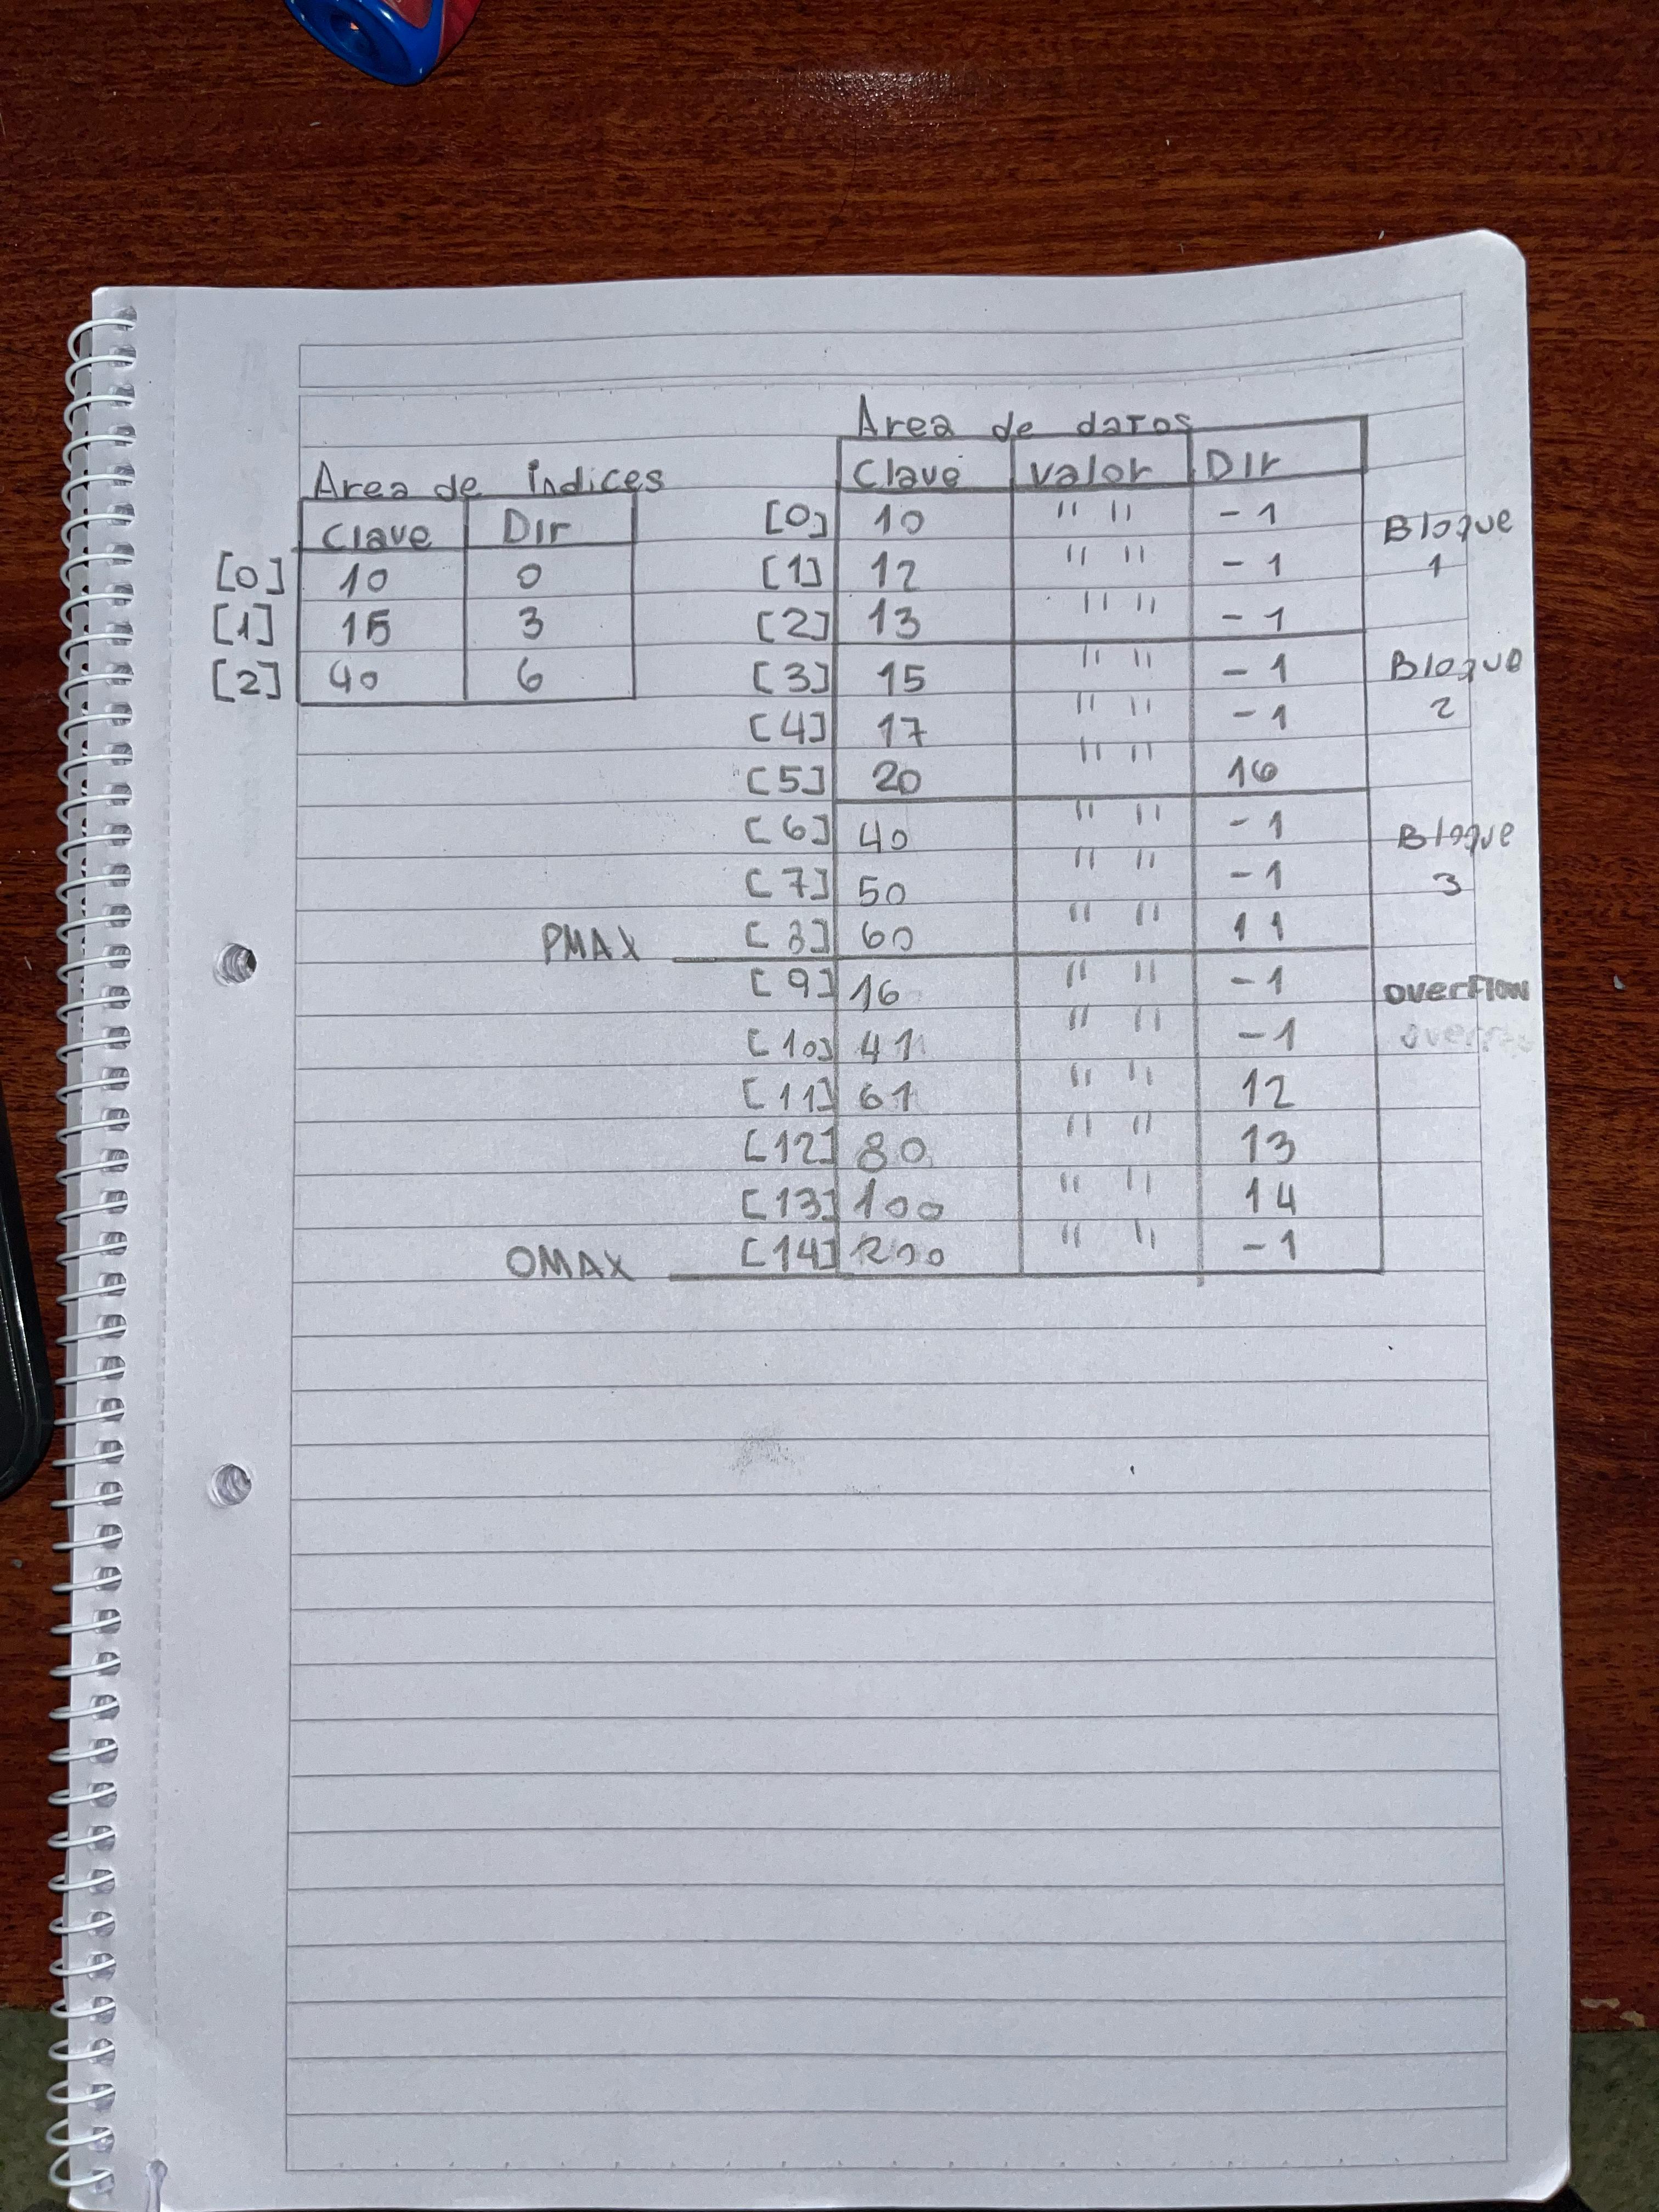 Area de datos
Area de índices
Clave valor Dir
Clave Dir
[0] 10 " " -1
[1] 12 " " -1
[2] 13 " " -1
Bloque
1
[0] 10 0
[1] 15 3
[2] 40 6
[3] 15 " " -1
[4] 17 " " -1
[5] 20 " " 16
Bloque
2
[6] 40 " " -1
[7] 50 " " -1
PMAX [8] 60 " " 11
Bloque
3
[9] 16 " " -1
overflow
[10] 41 " " -1
overflow
[11] 61 " " 12
[12] 80 " " 13
[13] 100 " " 14
OMAX [14] 200 " " -1